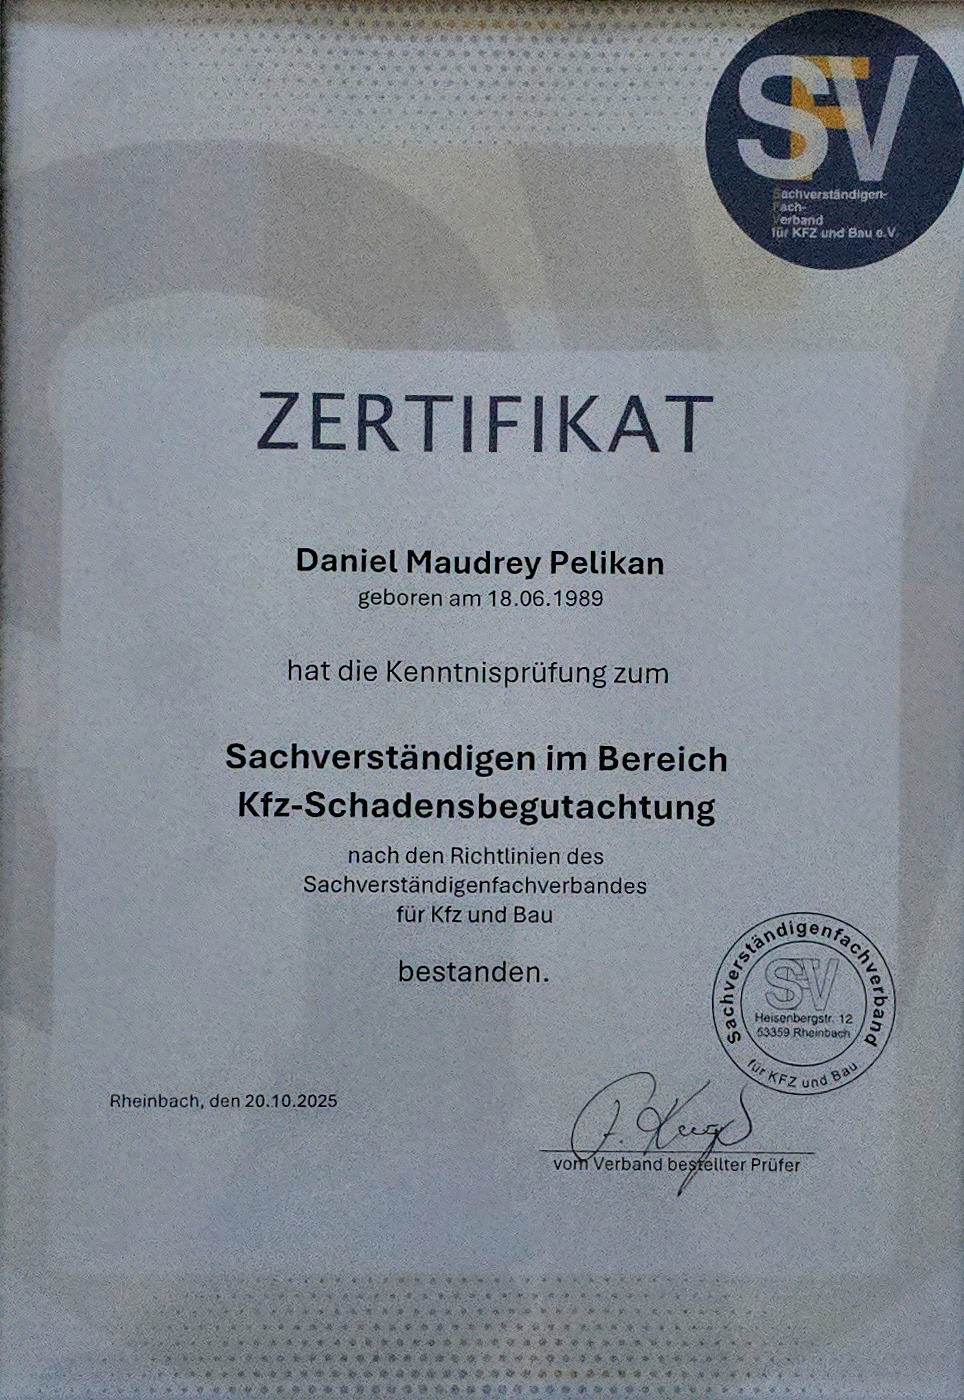 SFV
Sachverständigen-
Fach-
Verband
für KFZ und Bau e.V.
ZERTIFIKAT
Daniel Maudrey Pelikan
geboren am 18.06.1989
hat die Kenntnisprüfung zum
Sachverständigen im Bereich
Kfz-Schadensbegutachtung
nach den Richtlinien des
Sachverständigenfachverbandes
für Kfz und Bau
bestanden.
Sachverständigenfachverband
SFV
Heisenbergstr. 12
53359 Rheinbach
für KFZ und Bau
Rheinbach, den 20.10.2025
vom Verband bestellter Prüfer